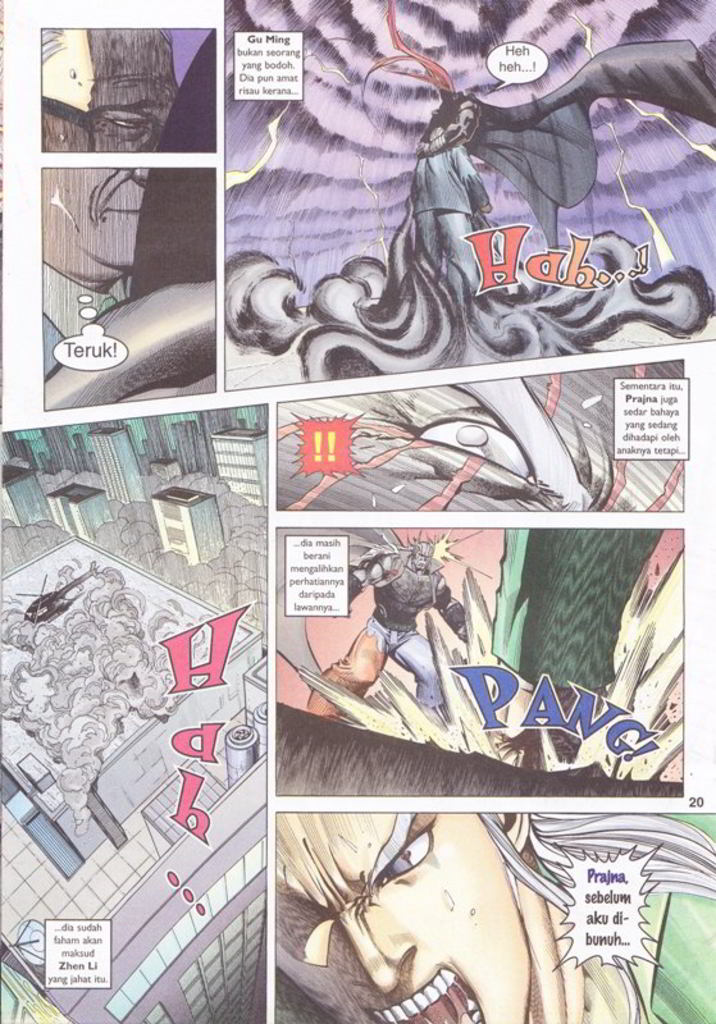 Gu Ming
bukan seorang
yang bodoh.
Dia pun amat
risau kerana...
Heh
heh...!
Hah...!
Teruk!
Sementara itu,
Prajna juga
sedar bahaya
yang sedang
dihadapi oleh
anaknya tetapi...
!!
...dia masih
berani
mengalihkan
perhatiannya
daripada
lawannya...
PANG!
Hah...
...dia sudah
faham akan
maksud
Zhen Li
yang jahat itu.
20
Prajna,
sebelum
aku di-
bunuh...